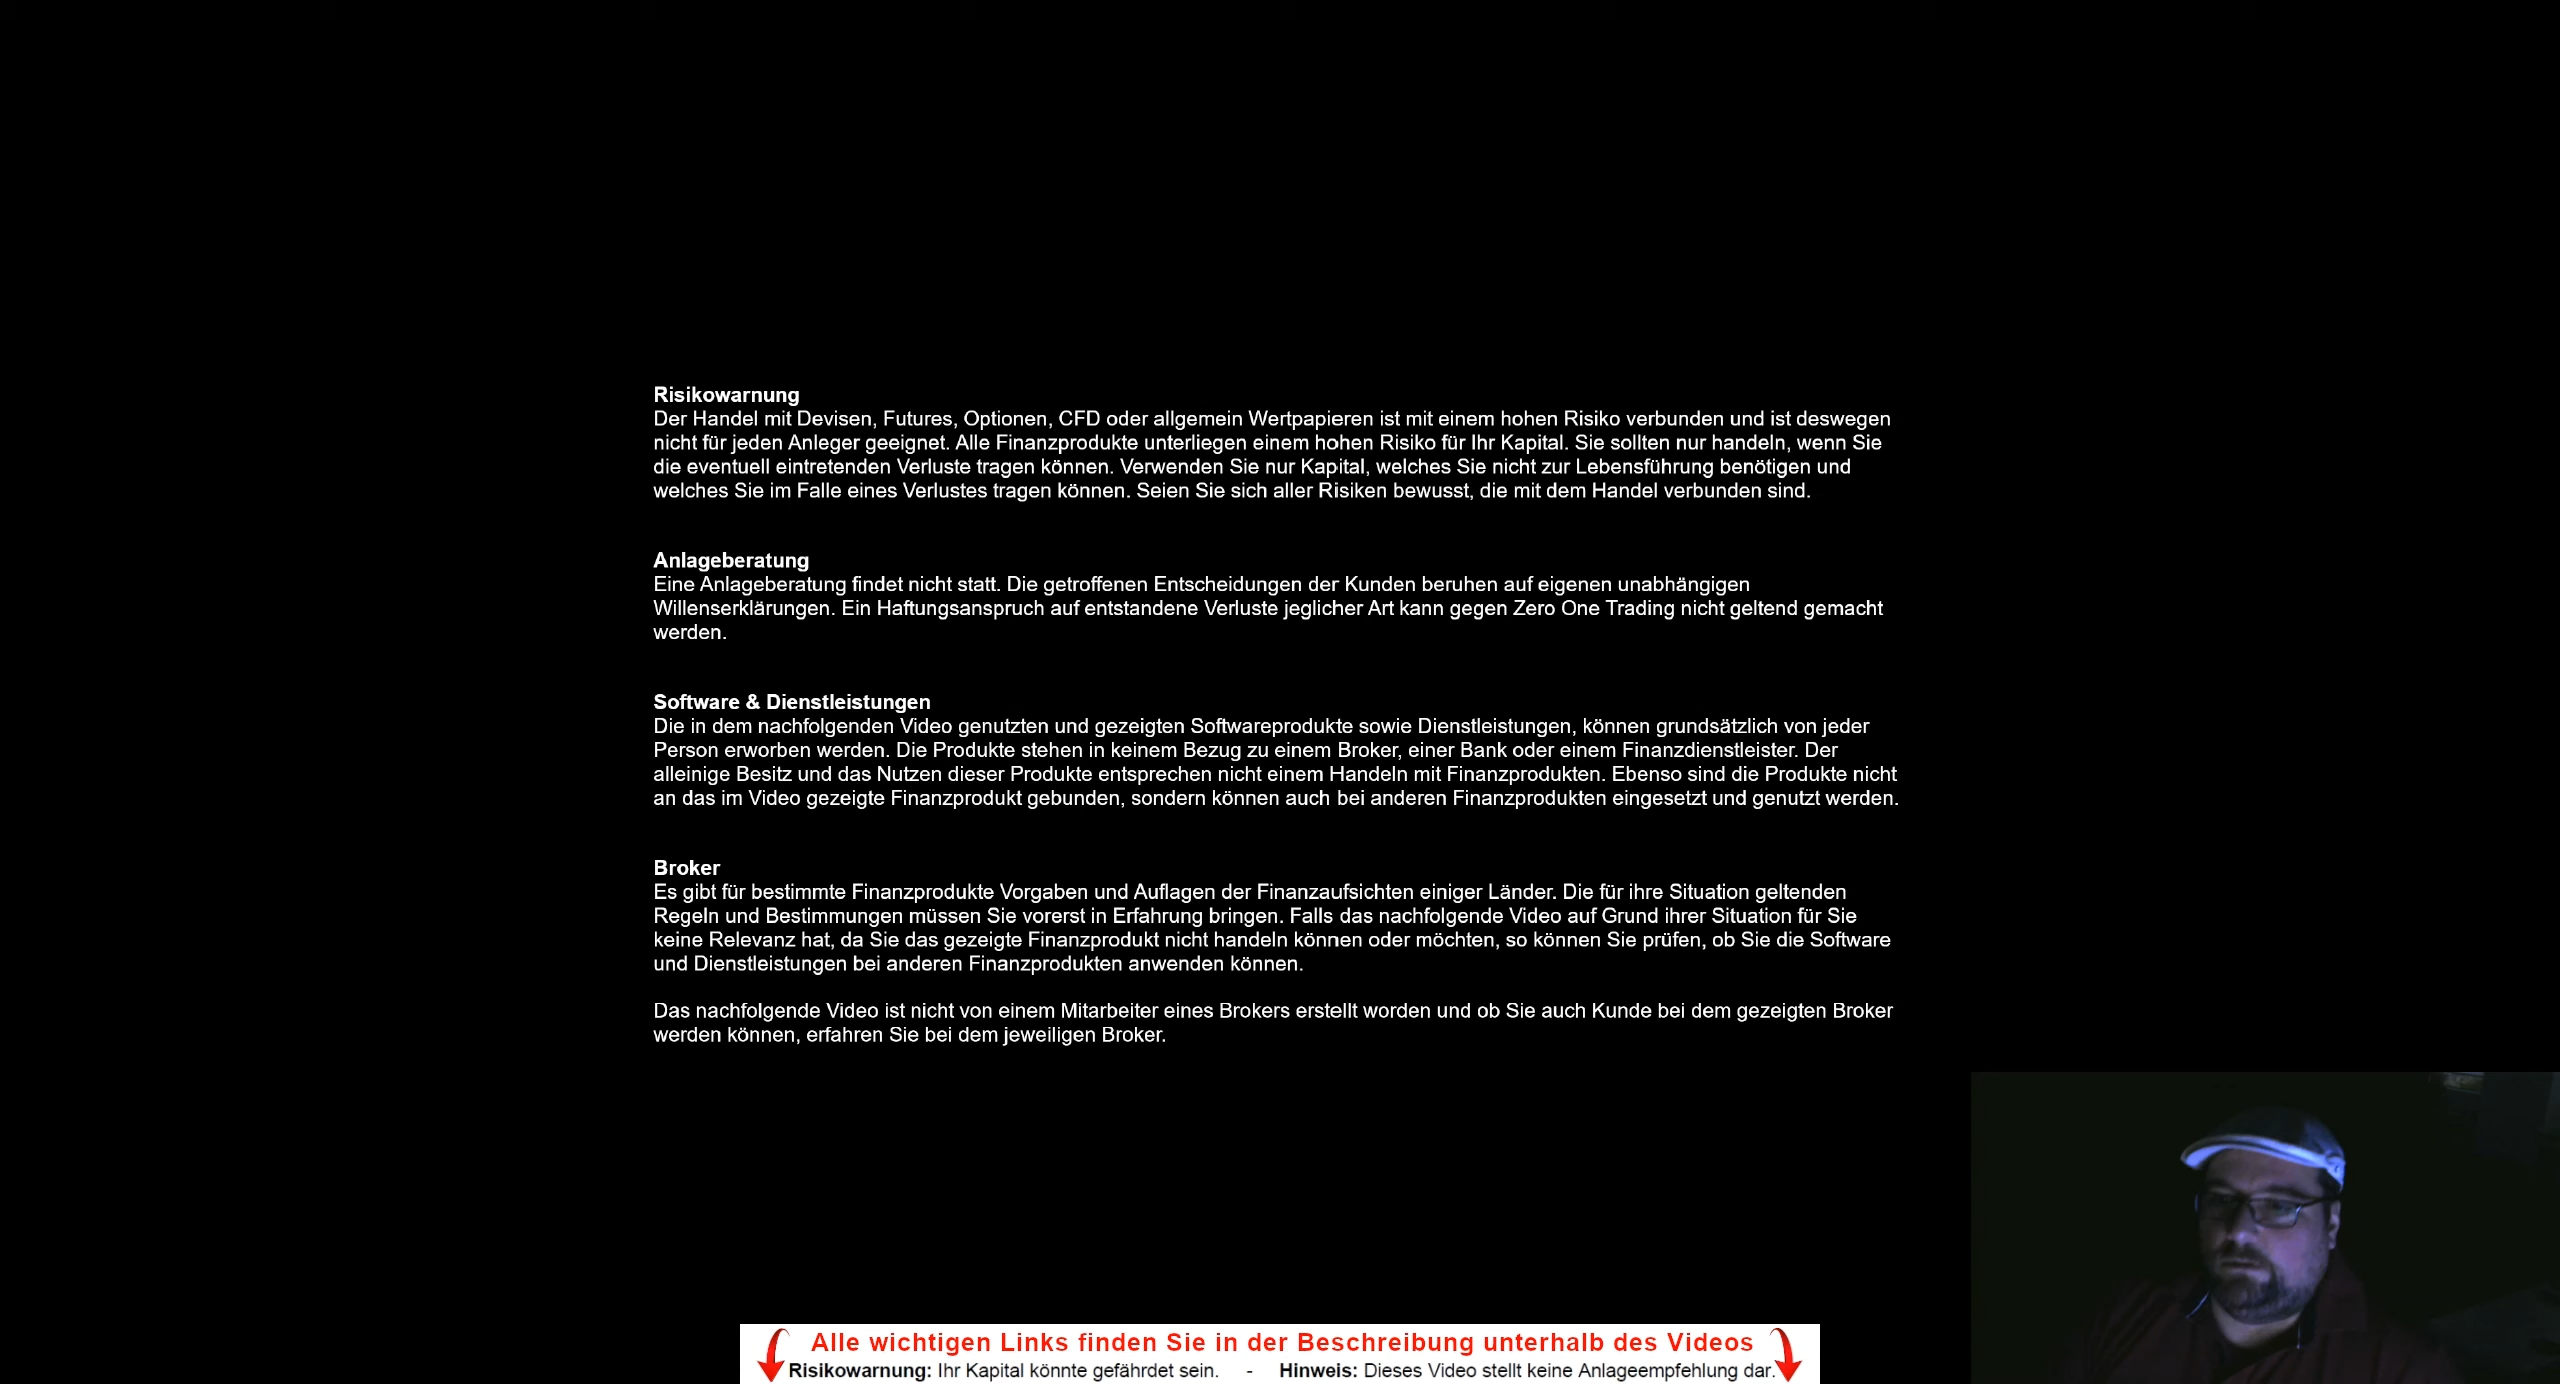 Risikowarnung
Der Handel mit Devisen, Futures, Optionen, CFD oder allgemein Wertpapieren ist mit einem hohen Risiko verbunden und ist deswegen
nicht für jeden Anleger geeignet. Alle Finanzprodukte unterliegen einem hohen Risiko für Ihr Kapital. Sie sollten nur handeln, wenn Sie
die eventuell eintretenden Verluste tragen können. Verwenden Sie nur Kapital, welches Sie nicht zur Lebensführung benötigen und
welches Sie im Falle eines Verlustes tragen können. Seien Sie sich aller Risiken bewusst, die mit dem Handel verbunden sind.
Anlageberatung
Eine Anlageberatung findet nicht statt. Die getroffenen Entscheidungen der Kunden beruhen auf eigenen unabhängigen
Willenserklärungen. Ein Haftungsanspruch auf entstandene Verluste jeglicher Art kann gegen Zero One Trading nicht geltend gemacht
werden.
Software & Dienstleistungen
Die in dem nachfolgenden Video genutzten und gezeigten Softwareprodukte sowie Dienstleistungen, können grundsätzlich von jeder
Person erworben werden. Die Produkte stehen in keinem Bezug zu einem Broker, einer Bank oder einem Finanzdienstleister. Der
alleinige Besitz und das Nutzen dieser Produkte entsprechen nicht einem Handeln mit Finanzprodukten. Ebenso sind die Produkte nicht
an das im Video gezeigte Finanzprodukt gebunden, sondern können auch bei anderen Finanzprodukten eingesetzt und genutzt werden.
Broker
Es gibt für bestimmte Finanzprodukte Vorgaben und Auflagen der Finanzaufsichten einiger Länder. Die für ihre Situation geltenden
Regeln und Bestimmungen müssen Sie vorerst in Erfahrung bringen. Falls das nachfolgende Video auf Grund ihrer Situation für Sie
keine Relevanz hat, da Sie das gezeigte Finanzprodukt nicht handeln können oder möchten, so können Sie prüfen, ob Sie die Software
und Dienstleistungen bei anderen Finanzprodukten anwenden können.
Das nachfolgende Video ist nicht von einem Mitarbeiter eines Brokers erstellt worden und ob Sie auch Kunde bei dem gezeigten Broker
werden können, erfahren Sie bei dem jeweiligen Broker.
Alle wichtigen Links finden Sie in der Beschreibung unterhalb des Videos
Risikowarnung: Ihr Kapital könnte gefährdet sein. - Hinweis: Dieses Video stellt keine Anlageempfehlung dar.